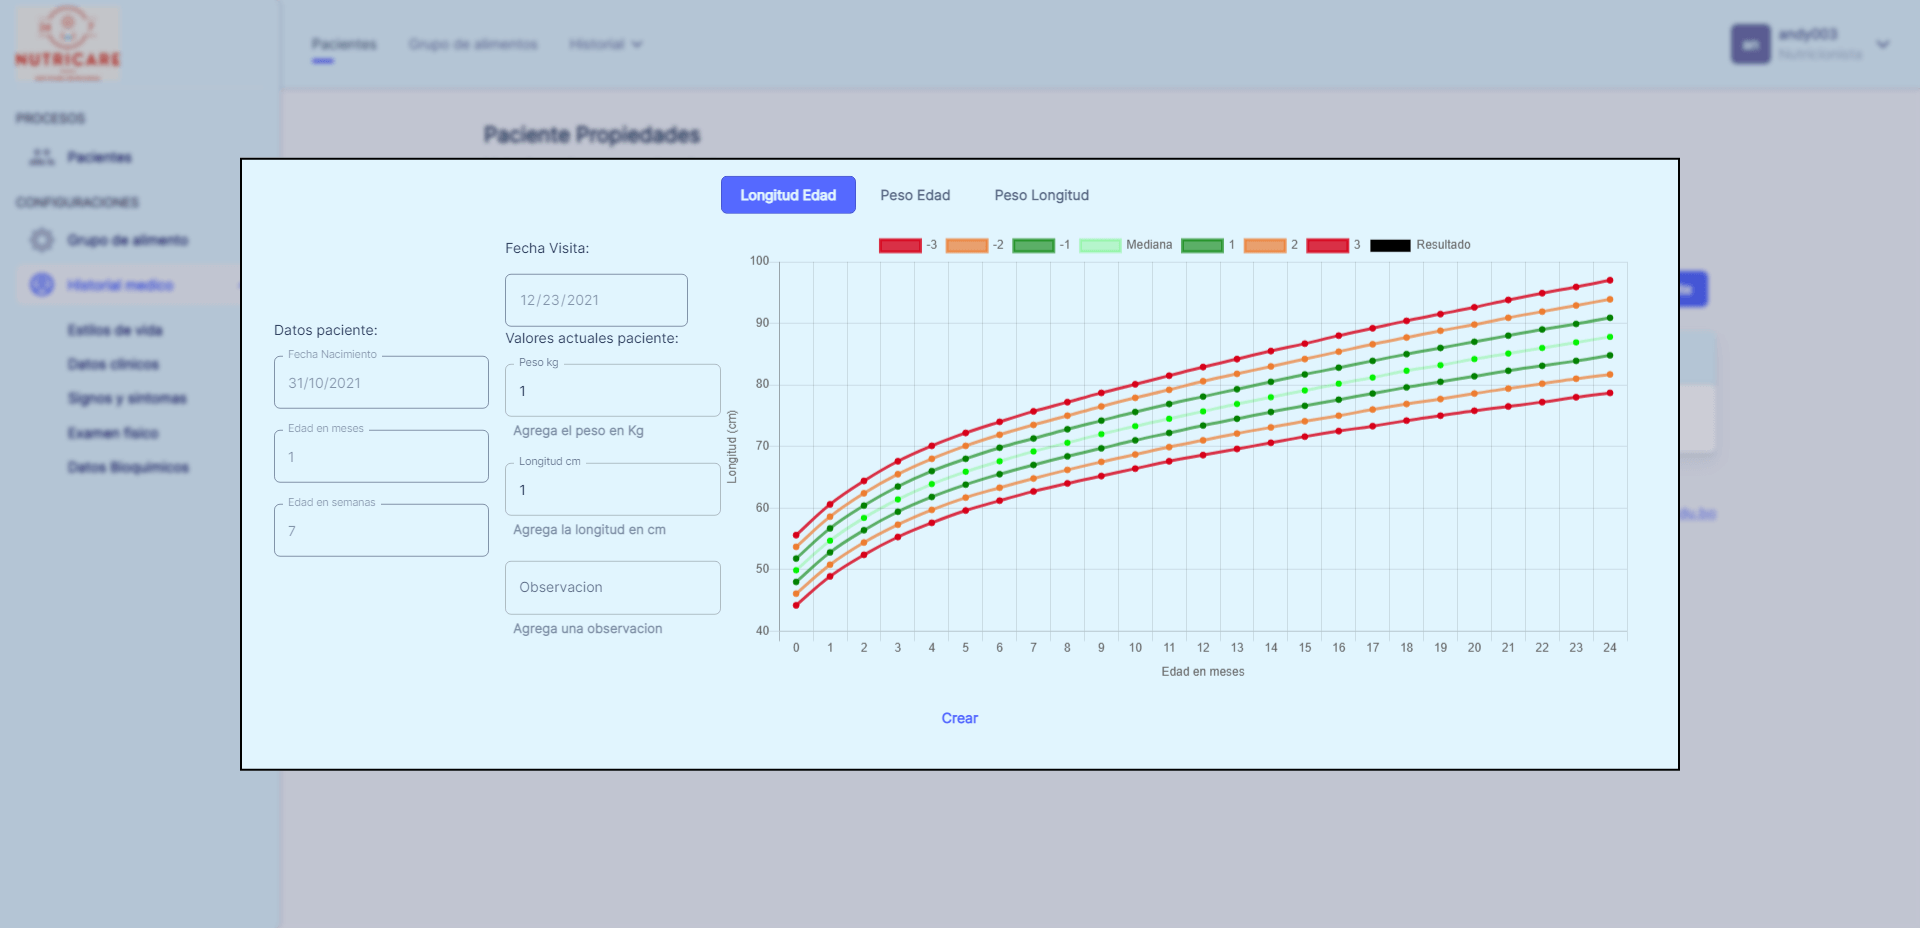 NUTRICARE
Pacientes
Grupo de alimentos
Historial
andy003
Nutricionista
PROCESOS
Pacientes
CONFIGURACIONES
Grupo de alimento
Historial medico
Estilos de vida
Datos clinicos
Signos y sintomas
Examen fisico
Datos Bioquimicos
Paciente Propiedades
Longitud Edad
Peso Edad
Peso Longitud
Datos paciente:
Fecha Nacimiento
31/10/2021
Edad en meses
1
Edad en semanas
7
Fecha Visita:
12/23/2021
Valores actuales paciente:
Peso kg
1
Agrega el peso en Kg
Longitud cm
1
Agrega la longitud en cm
Observacion
Agrega una observacion
-3 -2 -1 Mediana 1 2 3 Resultado
Longitud (cm)
100
90
80
70
60
50
40
0 1 2 3 4 5 6 7 8 9 10 11 12 13 14 15 16 17 18 19 20 21 22 23 24
Edad en meses
Crear